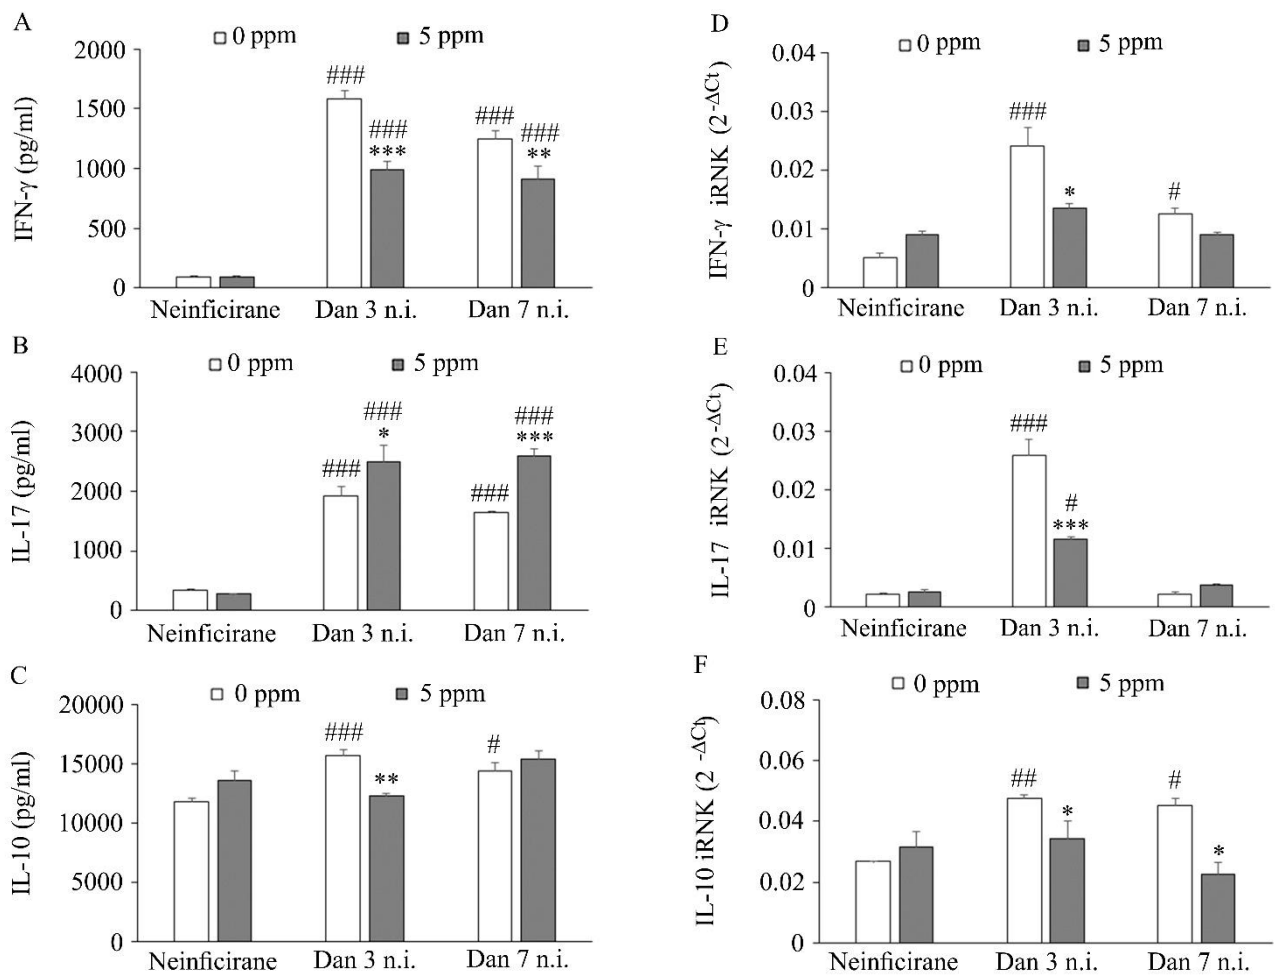 A
0 ppm 5 ppm
IFN-γ (pg/ml)
2000
1500
1000
500
0
###
###
***
###
###
**
Neinficirane Dan 3 n.i. Dan 7 n.i.
B
0 ppm 5 ppm
IL-17 (pg/ml)
4000
3000
2000
1000
0
###
###
*
###
###
***
Neinficirane Dan 3 n.i. Dan 7 n.i.
C
0 ppm 5 ppm
IL-10 (pg/ml)
20000
15000
10000
5000
0
###
**
#
Neinficirane Dan 3 n.i. Dan 7 n.i.
D
0 ppm 5 ppm
IFN-γ iRNK (2-ΔCt)
0.04
0.03
0.02
0.01
0
###
*
#
Neinficirane Dan 3 n.i. Dan 7 n.i.
E
0 ppm 5 ppm
IL-17 iRNK (2-ΔCt)
0.04
0.03
0.02
0.01
0
###
#
***
Neinficirane Dan 3 n.i. Dan 7 n.i.
F
0 ppm 5 ppm
IL-10 iRNK (2 -ΔCt)
0.08
0.06
0.04
0.02
0
##
*
#
*
Neinficirane Dan 3 n.i. Dan 7 n.i.